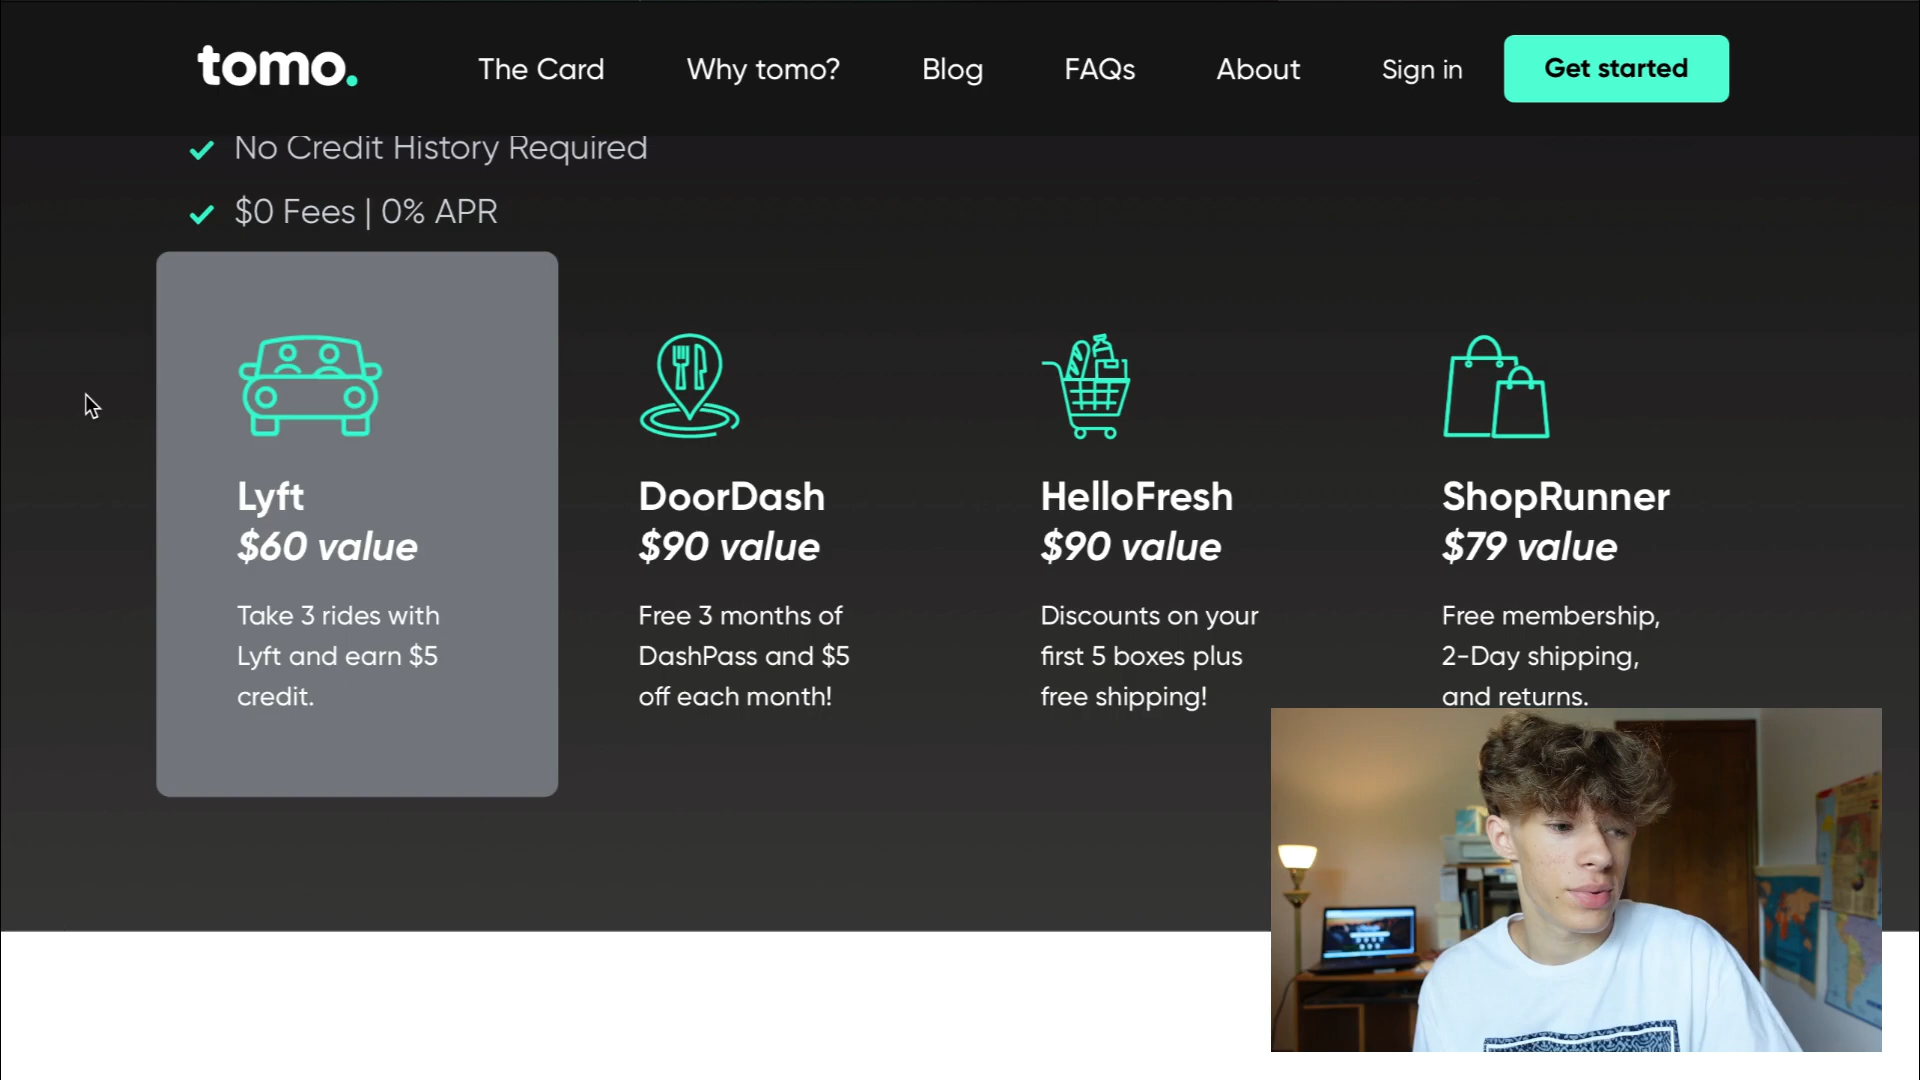 tomo.
The Card
Why tomo?
Blog
FAQs
About
Sign in
Get started
No Credit History Required
$0 Fees | 0% APR
Lyft
$60 value
Take 3 rides with
Lyft and earn $5
credit.
DoorDash
$90 value
Free 3 months of
DashPass and $5
off each month!
HelloFresh
$90 value
Discounts on your
first 5 boxes plus
free shipping!
ShopRunner
$79 value
Free membership,
2-Day shipping,
and returns.